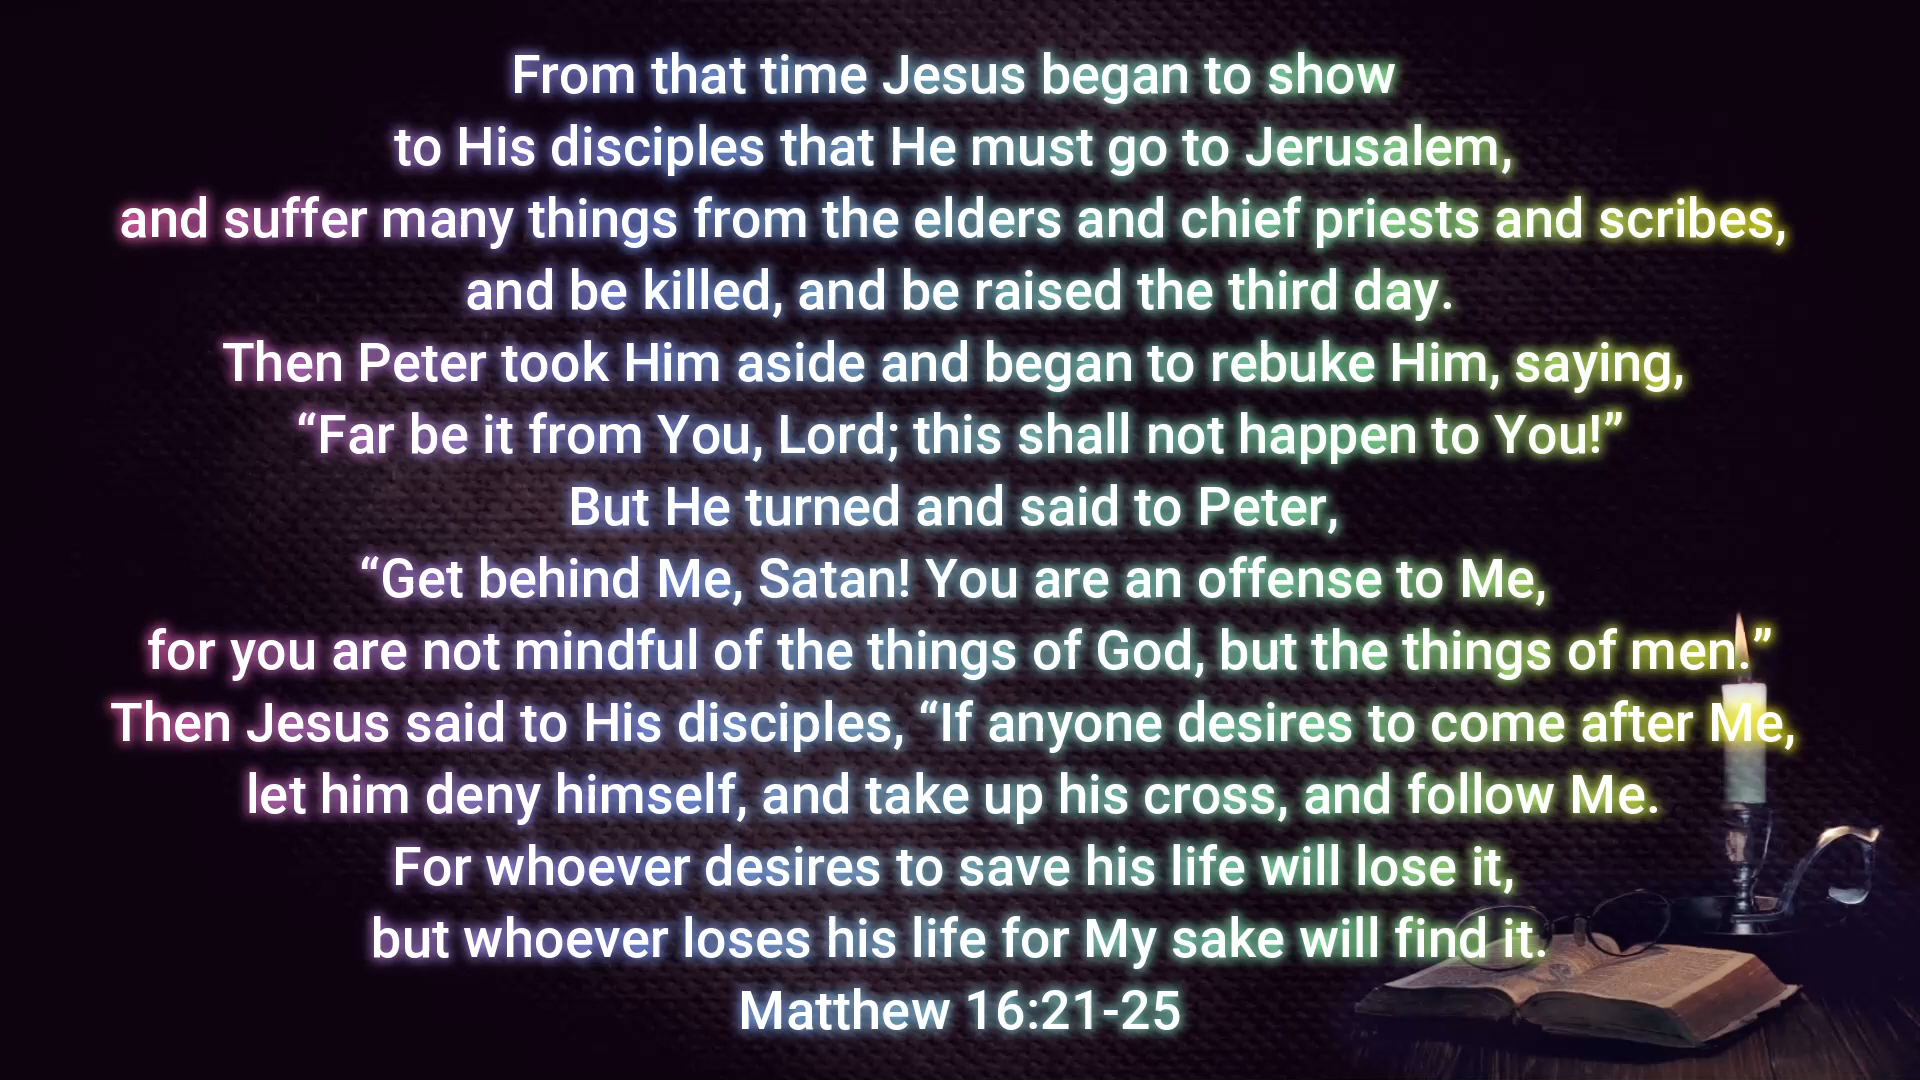 From that time Jesus began to show
to His disciples that He must go to Jerusalem,
and suffer many things from the elders and chief priests and scribes,
and be killed, and be raised the third day.
Then Peter took Him aside and began to rebuke Him, saying,
“Far be it from You, Lord; this shall not happen to You!”
But He turned and said to Peter,
“Get behind Me, Satan! You are an offense to Me,
for you are not mindful of the things of God, but the things of men.”
Then Jesus said to His disciples, “If anyone desires to come after Me,
let him deny himself, and take up his cross, and follow Me.
For whoever desires to save his life will lose it,
but whoever loses his life for My sake will find it.
Matthew 16:21-25